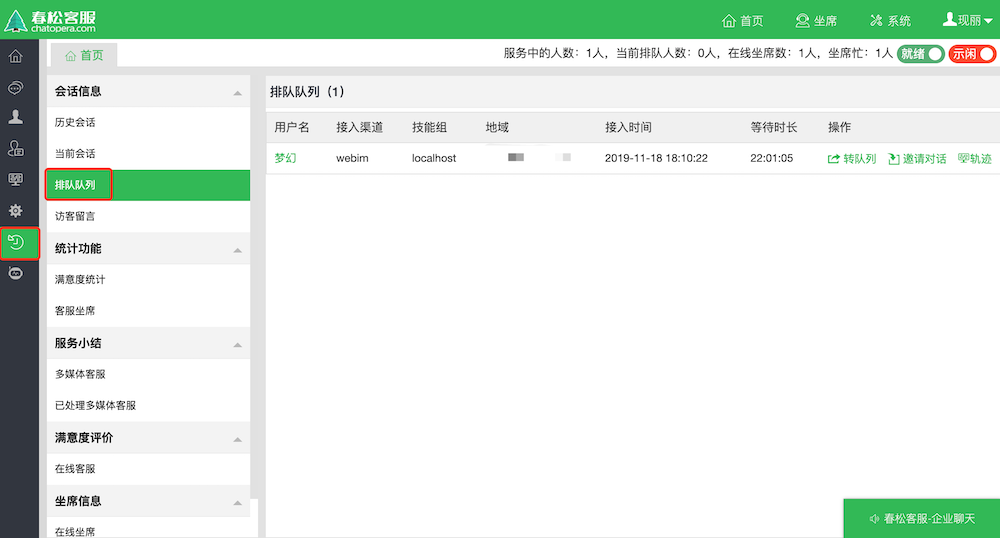 春松客服
chatopera.com
首页 坐席 系统 现丽
首页
服务中的人数：1人，当前排队人数：0人，在线坐席数：1人，坐席忙：1人 就绪 示闲
会话信息
历史会话
当前会话
排队队列
访客留言
统计功能
满意度统计
客服坐席
服务小结
多媒体客服
已处理多媒体客服
满意度评价
在线客服
坐席信息
在线坐席
排队队列（1）
用户名 接入渠道 技能组 地域 接入时间 等待时长 操作
梦幻 webim localhost 2019-11-18 18:10:22 22:01:05 转队列 邀请对话 轨迹
春松客服-企业聊天